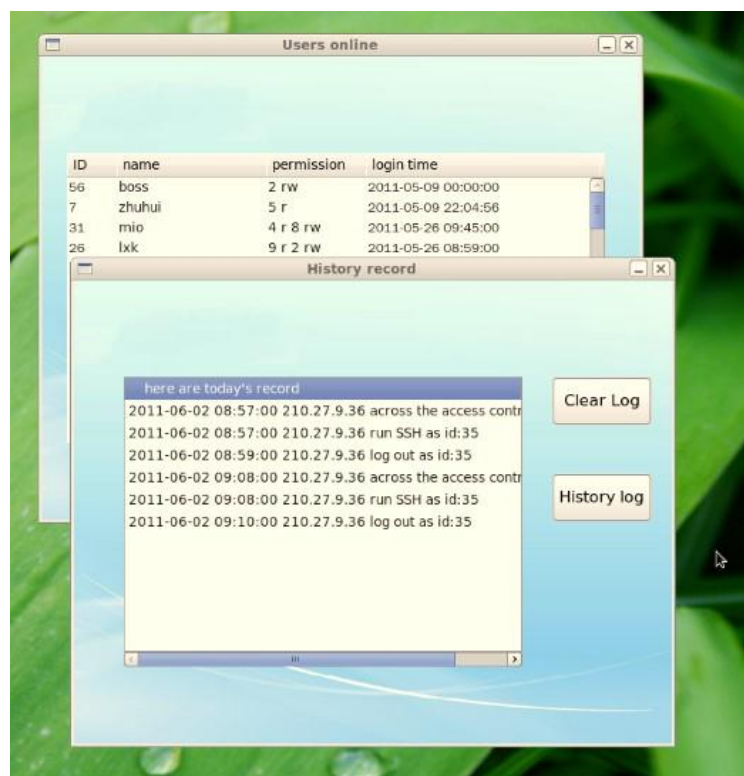 Users online
ID name permission login time
56 boss 2 rw 2011-05-09 00:00:00
7 zhuhui 5 r 2011-05-09 22:04:56
31 mio 4 r 8 rw 2011-05-26 09:45:00
26 lxk 9 r 2 rw 2011-05-26 08:59:00
History record
here are today's record
2011-06-02 08:57:00 210.27.9.36 across the access contr
2011-06-02 08:57:00 210.27.9.36 run SSH as id:35
2011-06-02 08:59:00 210.27.9.36 log out as id:35
2011-06-02 09:08:00 210.27.9.36 across the access contr
2011-06-02 09:08:00 210.27.9.36 run SSH as id:35
2011-06-02 09:10:00 210.27.9.36 log out as id:35
Clear Log
History log